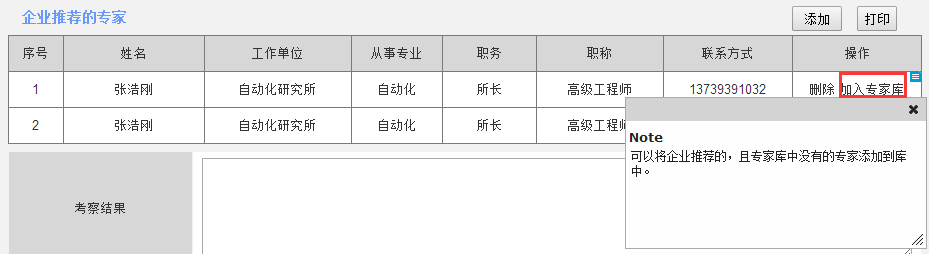 企业推荐的专家 添加 打印
序号 姓名 工作单位 从事专业 职务 职称 联系方式 操作
1 张浩刚 自动化研究所 自动化 所长 高级工程师 13739391032 删除 加入专家库
2 张浩刚 自动化研究所 自动化 所长 高级工程师
Note
可以将企业推荐的，且专家库中没有的专家添加到库
中。
考察结果